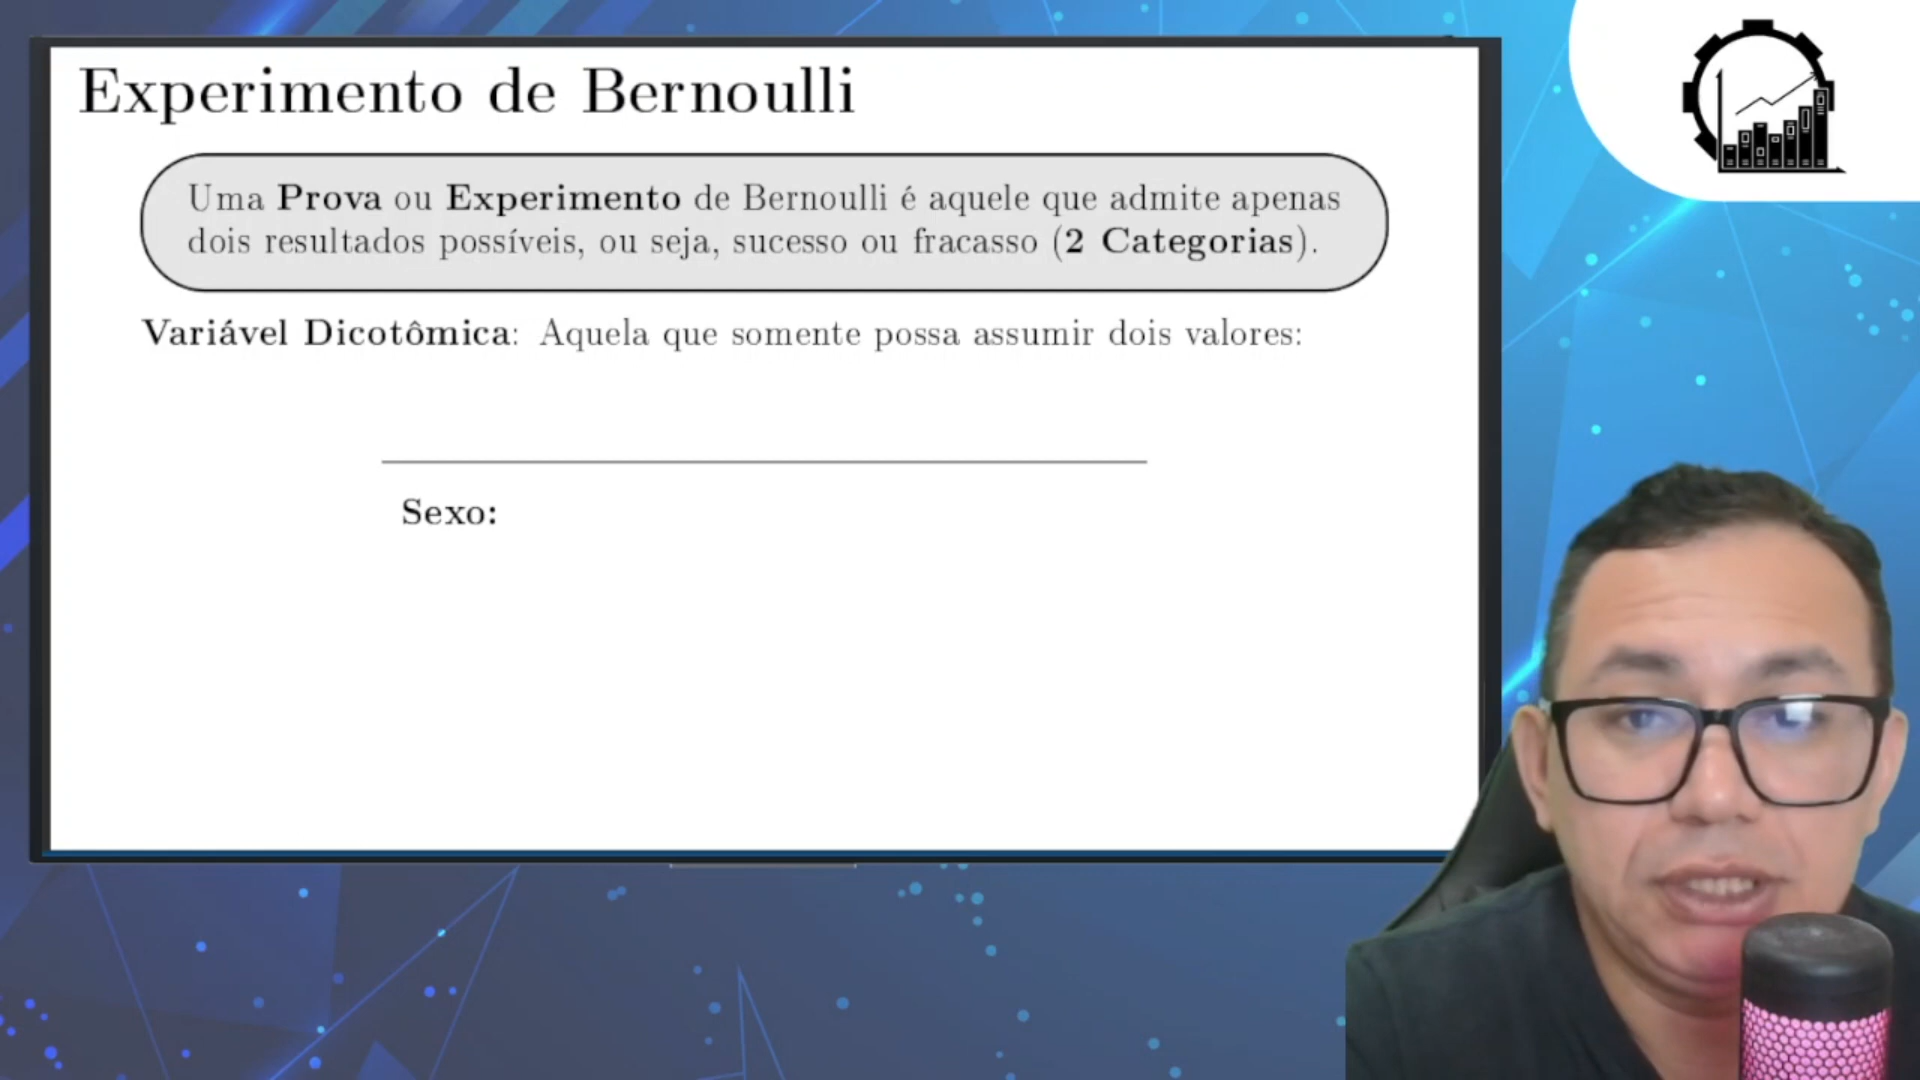 Experimento de Bernoulli
Uma Prova ou Experimento de Bernoulli é aquele que admite apenas
dois resultados possíveis, ou seja, sucesso ou fracasso (2 Categorias).
Variável Dicotômica: Aquela que somente possa assumir dois valores:
Sexo: